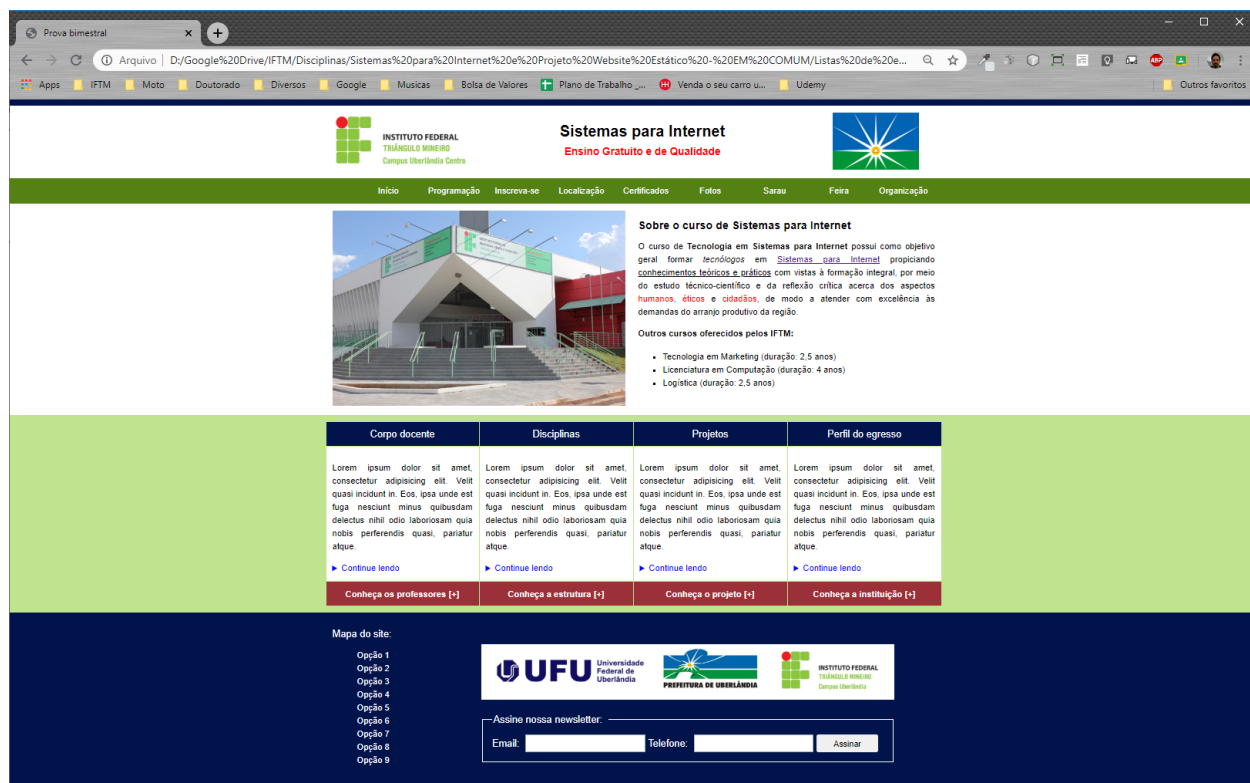 Prova bimestral
Arquivo | D:/Google%20Drive/IFTM/Disciplinas/Sistemas%20para%20Internet%20e%20Projeto%20Website%20Estático%20-%20EM%20COMUM/Listas%20de%20e...
Apps IFTM Moto Doutorado Diversos Google Musicas Bolsa de Valores Plano de Trabalho _... Venda o seu carro u... Udemy Outros favoritos
INSTITUTO FEDERAL
TRIÂNGULO MINEIRO
Campus Uberlândia Centro
Sistemas para Internet
Ensino Gratuito e de Qualidade
Início Programação Inscreva-se Localização Certificados Fotos Sarau Feira Organização
Sobre o curso de Sistemas para Internet
O curso de Tecnologia em Sistemas para Internet possui como objetivo
geral formar tecnólogos em Sistemas para Internet propiciando
conhecimentos teóricos e práticos com vistas à formação integral, por meio
do estudo técnico-científico e da reflexão crítica acerca dos aspectos
humanos, éticos e cidadãos, de modo a atender com excelência às
demandas do arranjo produtivo da região.
Outros cursos oferecidos pelos IFTM:
• Tecnologia em Marketing (duração: 2,5 anos)
• Licenciatura em Computação (duração: 4 anos)
• Logística (duração: 2,5 anos)
Corpo docente
Lorem ipsum dolor sit amet,
consectetur adipisicing elit. Velit
quasi incidunt in. Eos, ipsa unde est
fuga nesciunt minus quibusdam
delectus nihil odio laboriosam quia
nobis perferendis quasi, pariatur
atque.
► Continue lendo
Conheça os professores [+]
Disciplinas
Lorem ipsum dolor sit amet,
consectetur adipisicing elit. Velit
quasi incidunt in. Eos, ipsa unde est
fuga nesciunt minus quibusdam
delectus nihil odio laboriosam quia
nobis perferendis quasi, pariatur
atque.
► Continue lendo
Conheça a estrutura [+]
Projetos
Lorem ipsum dolor sit amet,
consectetur adipisicing elit. Velit
quasi incidunt in. Eos, ipsa unde est
fuga nesciunt minus quibusdam
delectus nihil odio laboriosam quia
nobis perferendis quasi, pariatur
atque.
► Continue lendo
Conheça o projeto [+]
Perfil do egresso
Lorem ipsum dolor sit amet,
consectetur adipisicing elit. Velit
quasi incidunt in. Eos, ipsa unde est
fuga nesciunt minus quibusdam
delectus nihil odio laboriosam quia
nobis perferendis quasi, pariatur
atque.
► Continue lendo
Conheça a instituição [+]
Mapa do site:
Opção 1
Opção 2
Opção 3
Opção 4
Opção 5
Opção 6
Opção 7
Opção 8
Opção 9
UFU
Universidade
Federal de
Uberlândia
PREFEITURA DE UBERLÂNDIA
INSTITUTO FEDERAL
TRIÂNGULO MINEIRO
Campus Uberlândia
Assine nossa newsletter:
Email: Telefone: Assinar